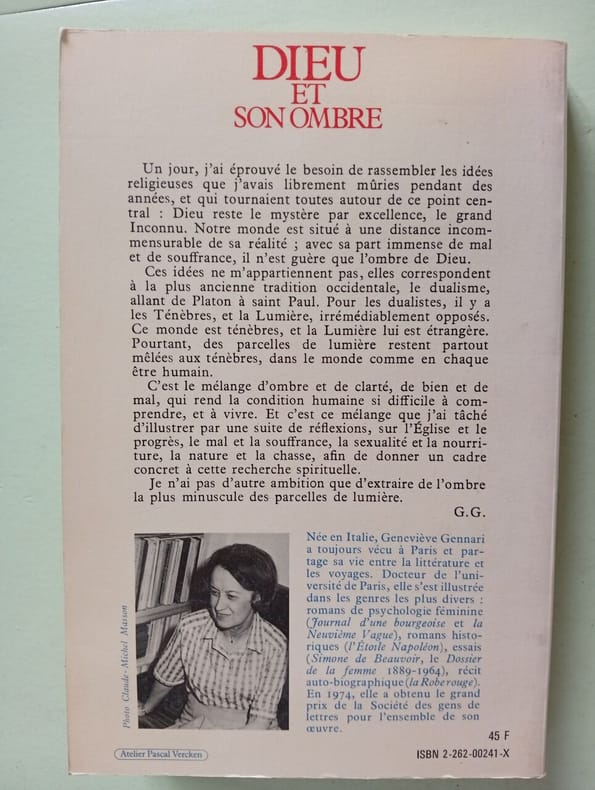 DIEU
ET
SON OMBRE
Un jour, j'ai éprouvé le besoin de rassembler les idées
religieuses que j'avais librement mûries pendant des
années, et qui tournaient toutes autour de ce point cen-
tral : Dieu reste le mystère par excellence, le grand
Inconnu. Notre monde est situé à une distance incom-
mensurable de sa réalité ; avec sa part immense de mal
et de souffrance, il n'est guère que l'ombre de Dieu.
Ces idées ne m'appartiennent pas, elles correspondent
à la plus ancienne tradition occidentale, le dualisme,
allant de Platon à saint Paul. Pour les dualistes, il y a
les Ténèbres, et la Lumière, irrémédiablement opposés.
Ce monde est ténèbres, et la Lumière lui est étrangère.
Pourtant, des parcelles de lumière restent partout
mêlées aux ténèbres, dans le monde comme en chaque
être humain.
C'est le mélange d'ombre et de clarté, de bien et de
mal, qui rend la condition humaine si difficile à com-
prendre, et à vivre. Et c'est ce mélange que j'ai tâché
d'illustrer par une suite de réflexions, sur l'Église et le
progrès, le mal et la souffrance, la sexualité et la nourri-
ture, la nature et la chasse, afin de donner un cadre
concret à cette recherche spirituelle.
Je n'ai pas d'autre ambition que d'extraire de l'ombre
la plus minuscule des parcelles de lumière.
G.G.
Photo Claude-Michel Masson
Née en Italie, Geneviève Gennari
a toujours vécu à Paris et par-
tage sa vie entre la littérature et
les voyages. Docteur de l'uni-
versité de Paris, elle s'est illustrée
dans les genres les plus divers :
romans de psychologie féminine
(Journal d'une bourgeoise et la
Neuvième Vague), romans histo-
riques (l'Étoile Napoléon), essais
(Simone de Beauvoir, le Dossier
de la femme 1889-1964), récit
auto-biographique (la Robe rouge).
En 1974, elle a obtenu le grand
prix de la Société des gens de
lettres pour l'ensemble de son
œuvre.
Atelier Pascal Vercken
45 F
ISBN 2-262-00241-X